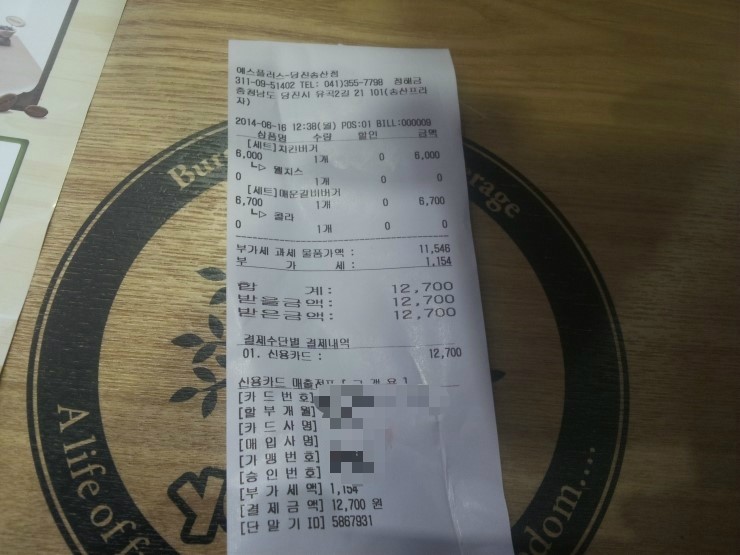 에스플러스-당진송산점
311-09-51402 TEL: 041)355-7798 정해금
충청남도 당진시 유곡2길 21 101(송산프라
자)
2014-06-16 12:38(월) POS:01 BILL:000009
상품명 수량 할인 금액
[세트]치킨버거
6,000 1개 0 6,000
└▷ 웰치스
0 1개 0 0
[세트]매운갈비버거
6,700 1개 0 6,700
└▷ 콜라
0 1개 0 0
부가세 과세 물품가액 : 11,546
부 가 세 : 1,154
합 계 : 12,700
받을금액 : 12,700
받은금액 : 12,700
결제수단별 결제내역
01. 신용카드 : 12,700
신용카드 매출전표 [ 고 객 용 ]
[카 드 번 호]
[할 부 개 월]
[카 드 사 명]
[매 입 사 명]
[가 맹 번 호]
[승 인 번 호]
[부 가 세 액] 1,154
[결 제 금 액] 12,700 원
[단 말 기 ID] 5867931
A life of